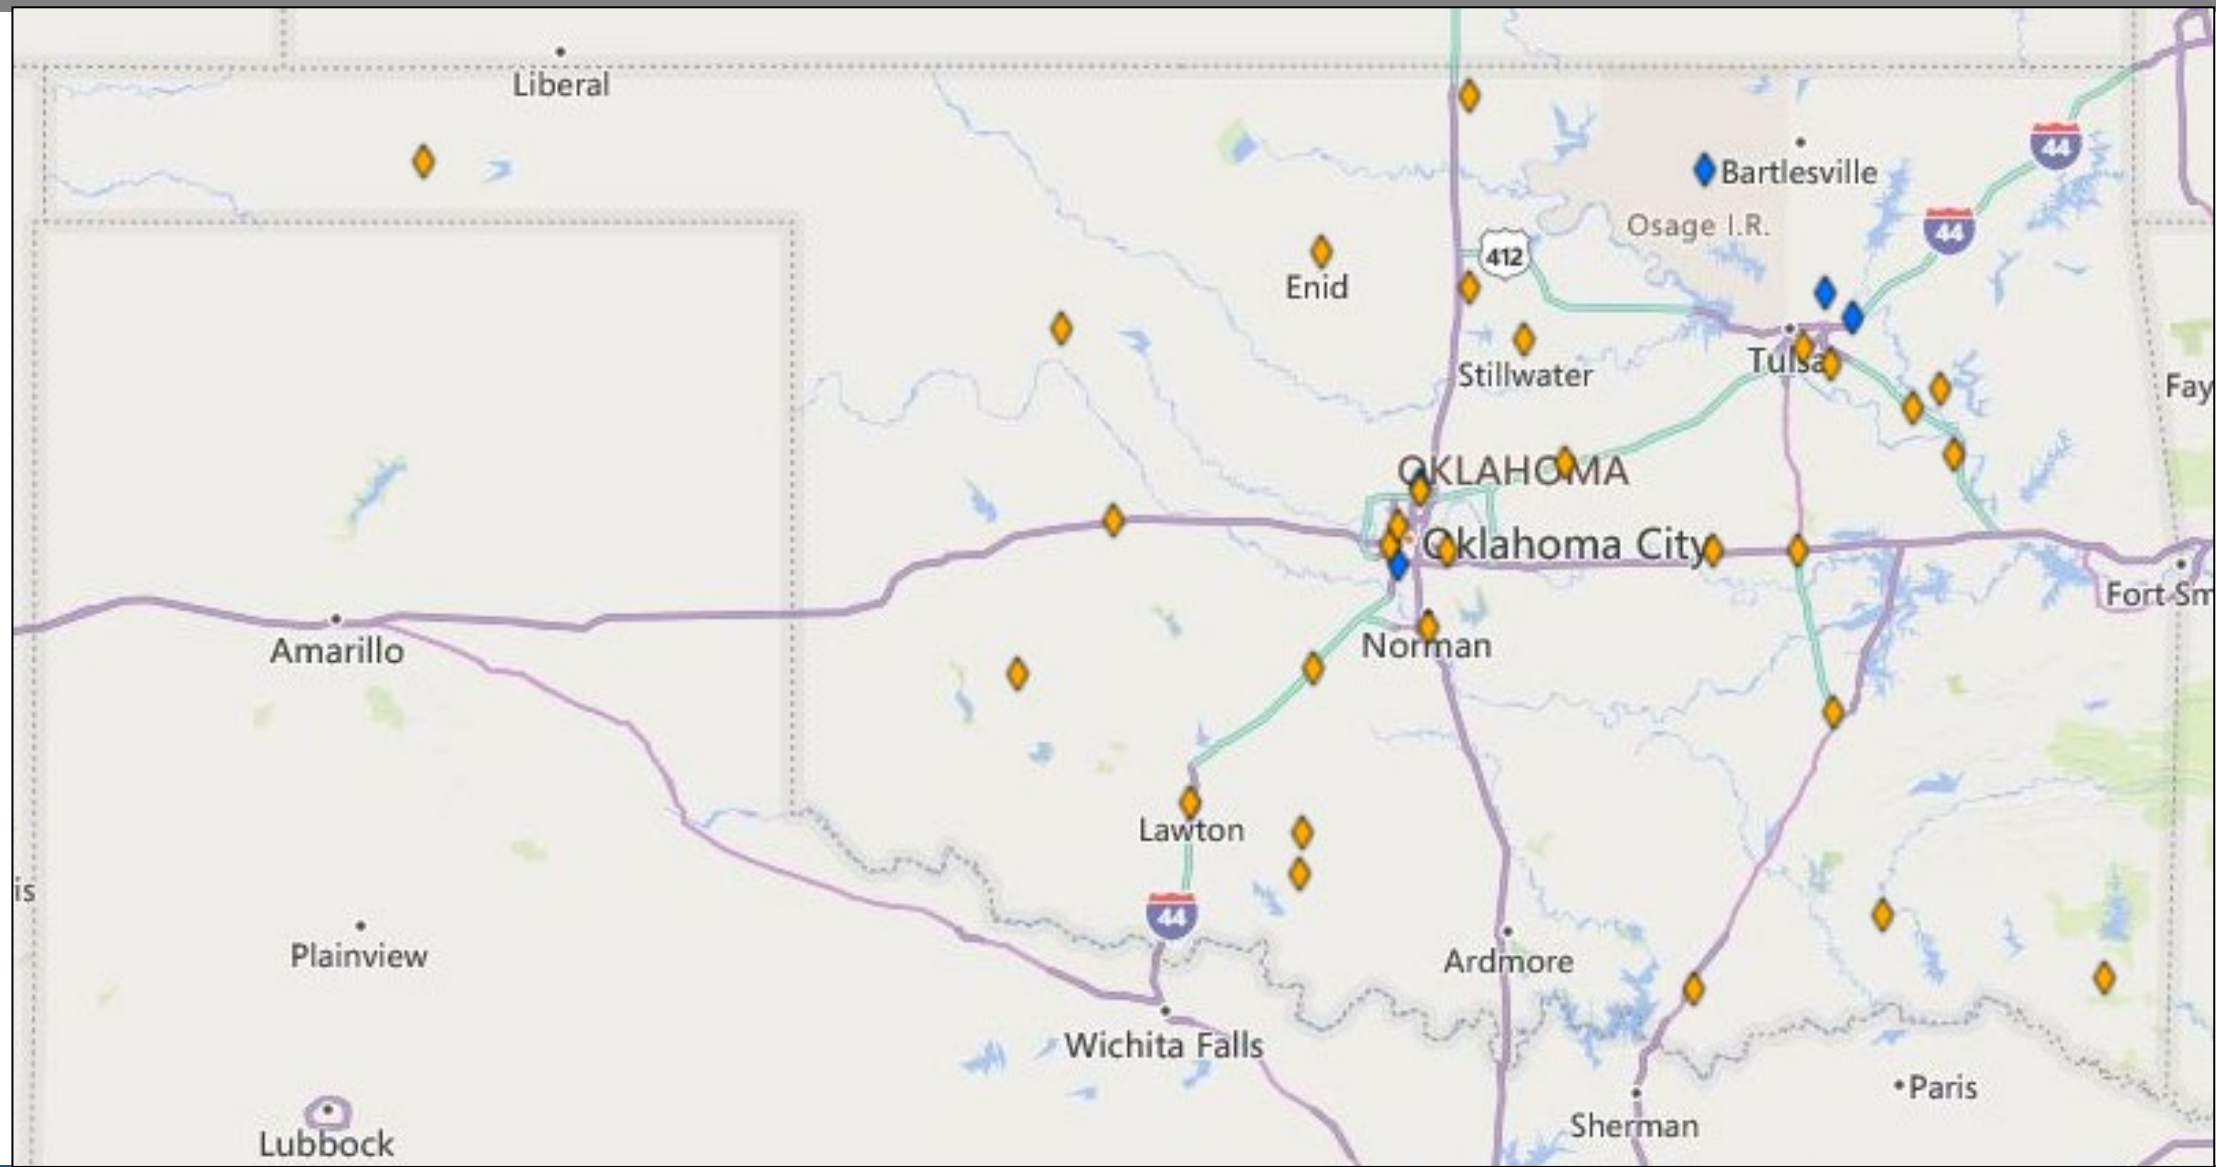 Liberal
44
Bartlesville
Osage I.R.
44
412
Enid
Stillwater
Tulsa
Fay
OKLAHOMA
Oklahoma City
Fort Sm
Amarillo
Norman
Lawton
is
44
Plainview
Ardmore
Wichita Falls
Paris
Sherman
Lubbock